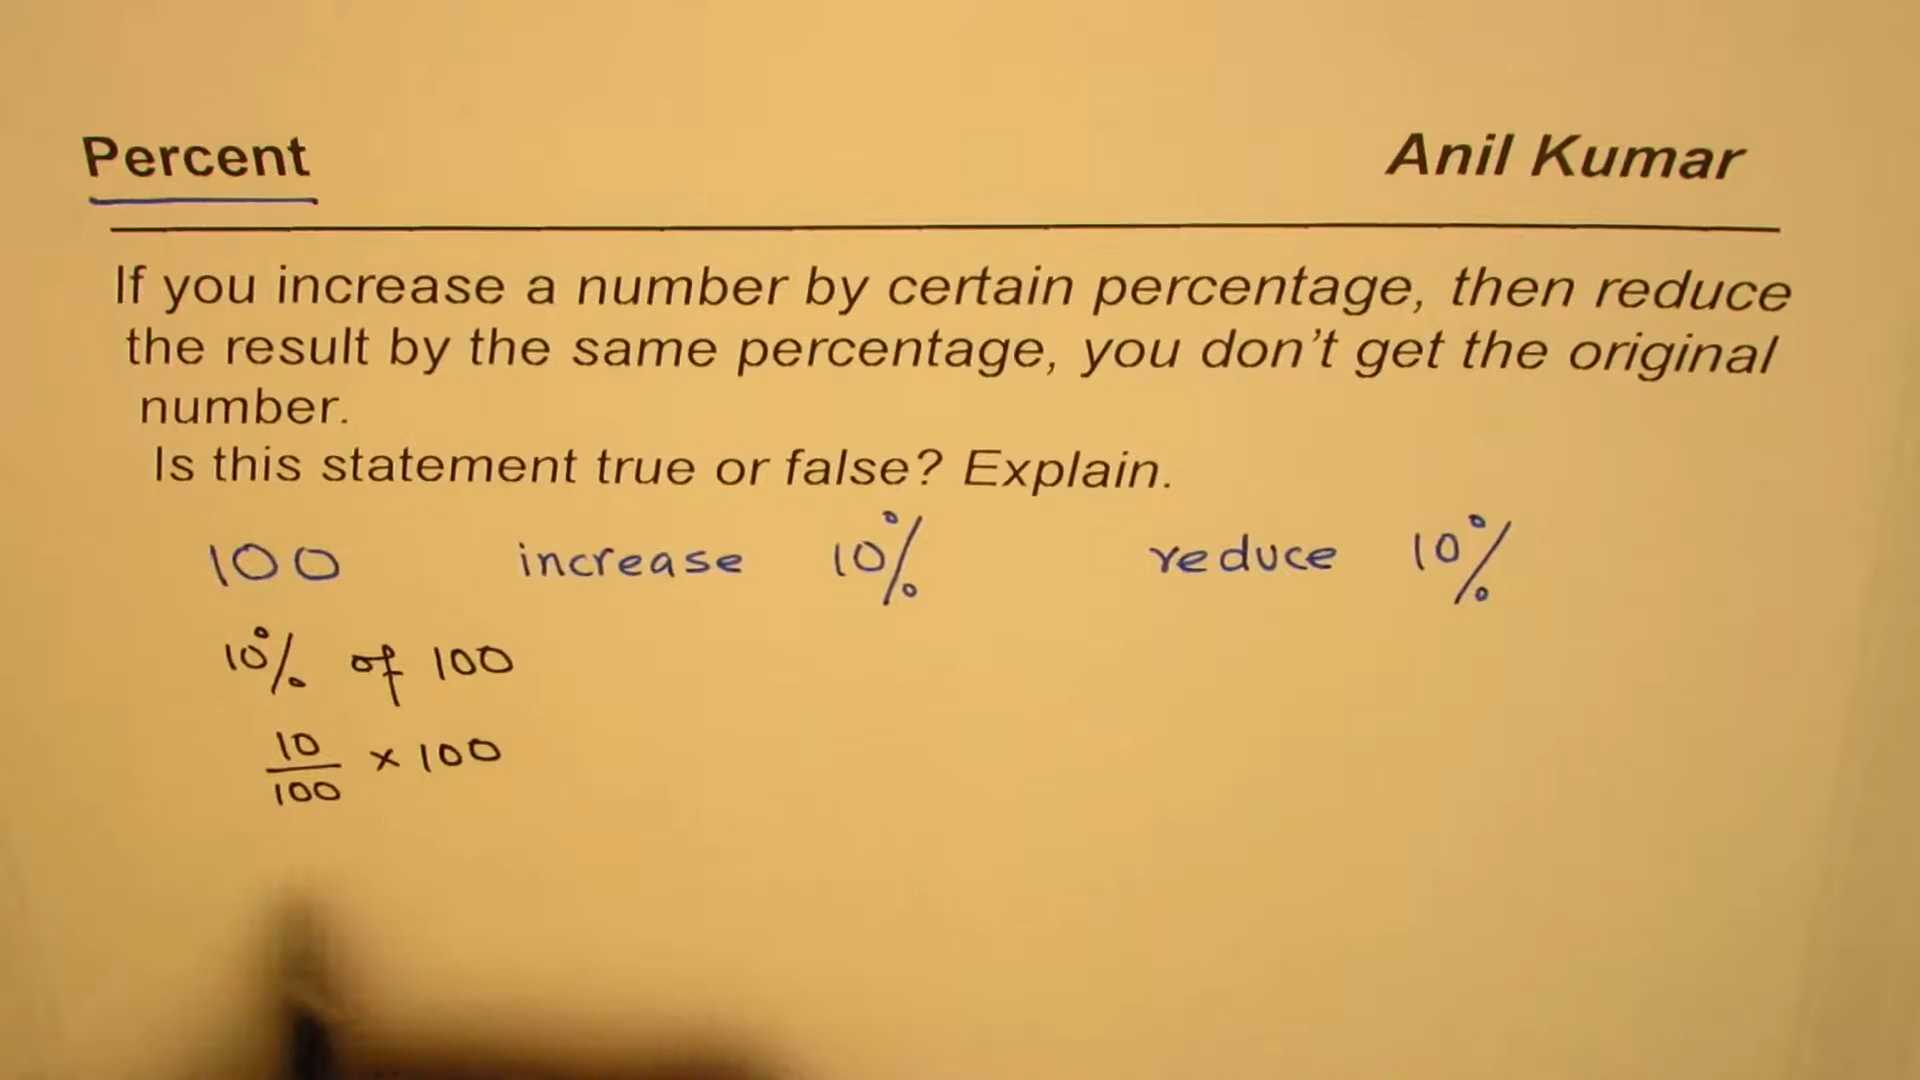 Percent
Anil Kumar
If you increase a number by certain percentage, then reduce
the result by the same percentage, you don't get the original
number.
Is this statement true or false? Explain.
100 increase 10% reduce 10%
10% of 100
10/100 × 100